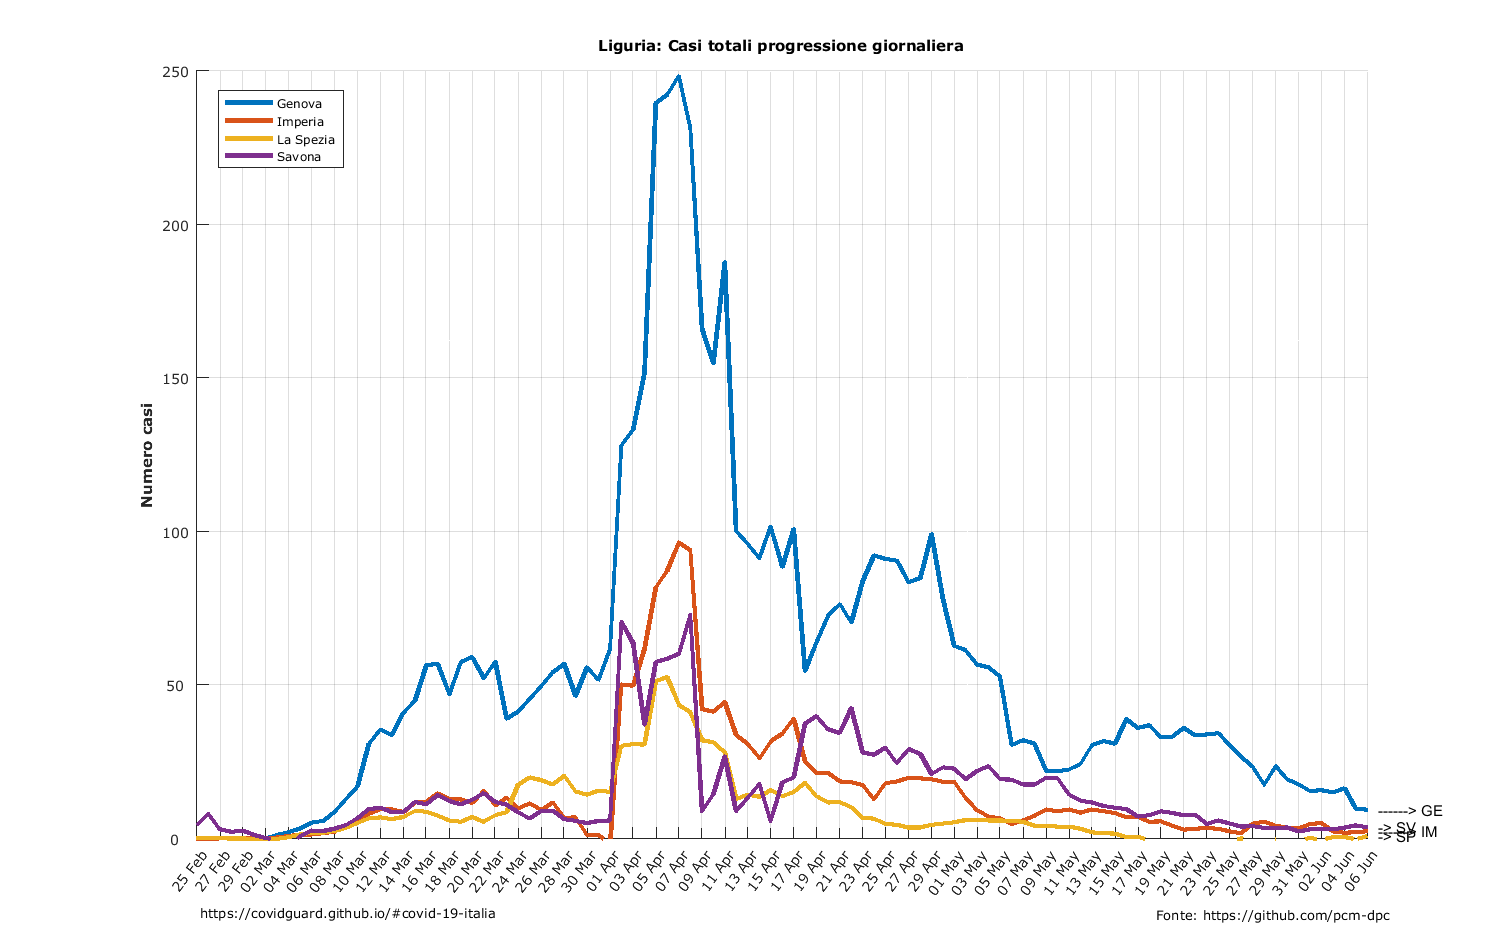 Liguria: Casi totali progressione giornaliera
Numero casi
250
200
150
100
50
0
Genova
Imperia
La Spezia
Savona
------> GE
-> SV
----> IM
-> SP
25 Feb
27 Feb
29 Feb
02 Mar
04 Mar
06 Mar
08 Mar
10 Mar
12 Mar
14 Mar
16 Mar
18 Mar
20 Mar
22 Mar
24 Mar
26 Mar
28 Mar
30 Mar
01 Apr
03 Apr
05 Apr
07 Apr
09 Apr
11 Apr
13 Apr
15 Apr
17 Apr
19 Apr
21 Apr
23 Apr
25 Apr
27 Apr
29 Apr
01 May
03 May
05 May
07 May
09 May
11 May
13 May
15 May
17 May
19 May
21 May
23 May
25 May
27 May
29 May
31 May
02 Jun
04 Jun
06 Jun
https://covidguard.github.io/#covid-19-italia
Fonte: https://github.com/pcm-dpc